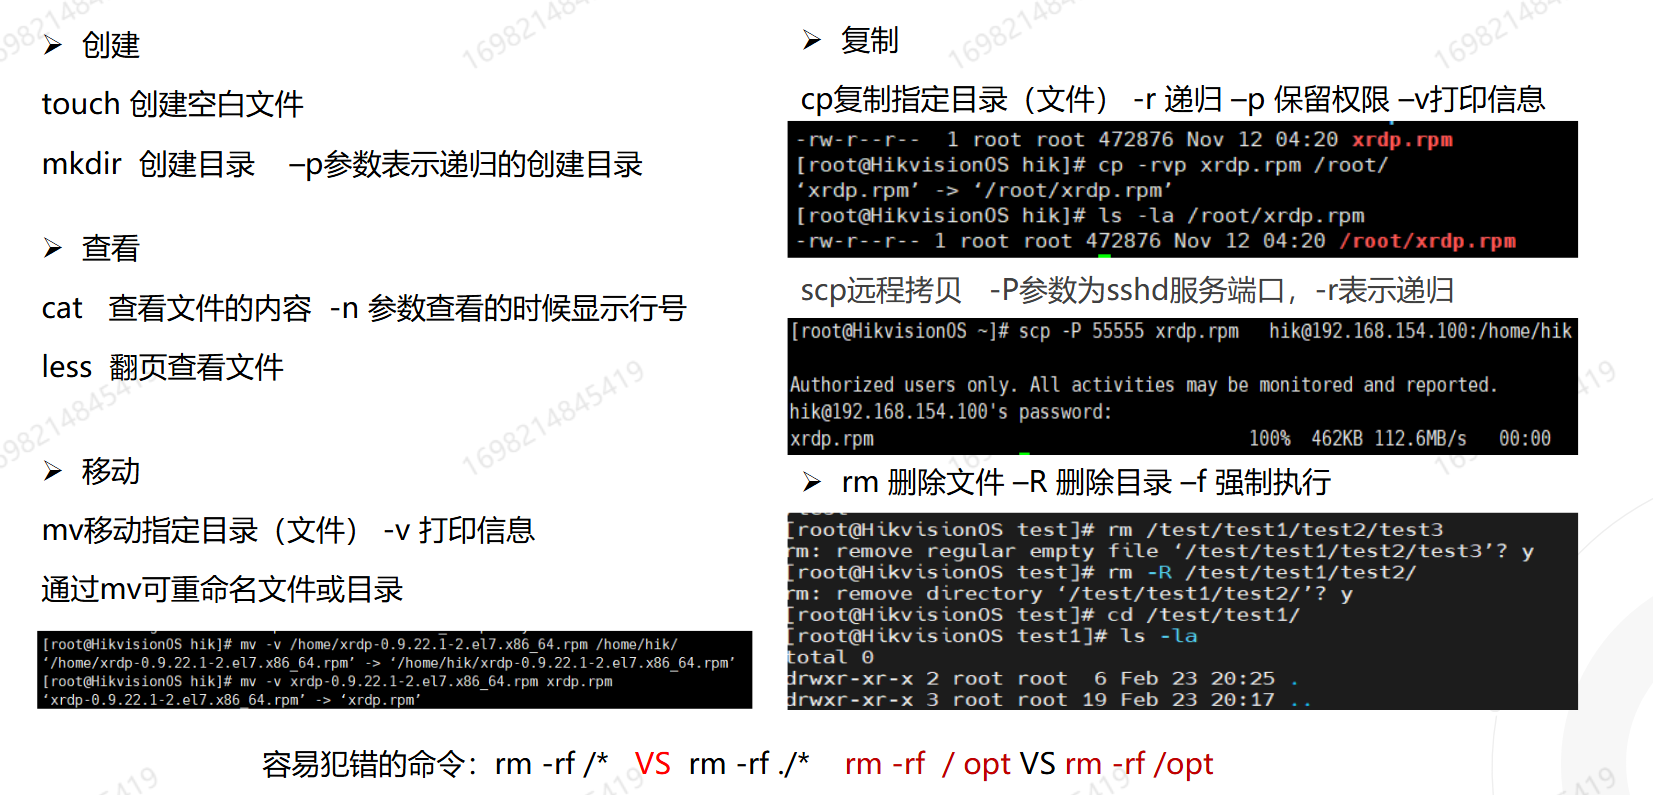 ➢ 创建
touch 创建空白文件
mkdir 创建目录 –p参数表示递归的创建目录
➢ 查看
cat 查看文件的内容 -n 参数查看的时候显示行号
less 翻页查看文件
➢ 移动
mv移动指定目录（文件） -v 打印信息
通过mv可重命名文件或目录
[root@HikvisionOS hik]# mv -v /home/xrdp-0.9.22.1-2.el7.x86_64.rpm /home/hik/
‘/home/xrdp-0.9.22.1-2.el7.x86_64.rpm’ -> ‘/home/hik/xrdp-0.9.22.1-2.el7.x86_64.rpm’
[root@HikvisionOS hik]# mv -v xrdp-0.9.22.1-2.el7.x86_64.rpm xrdp.rpm
‘xrdp-0.9.22.1-2.el7.x86_64.rpm’ -> ‘xrdp.rpm’
➢ 复制
cp复制指定目录（文件） -r 递归 –p 保留权限 –v打印信息
-rw-r--r-- 1 root root 472876 Nov 12 04:20 xrdp.rpm
[root@HikvisionOS hik]# cp -rvp xrdp.rpm /root/
‘xrdp.rpm’ -> ‘/root/xrdp.rpm’
[root@HikvisionOS hik]# ls -la /root/xrdp.rpm
-rw-r--r-- 1 root root 472876 Nov 12 04:20 /root/xrdp.rpm
scp远程拷贝 -P参数为sshd服务端口，-r表示递归
[root@HikvisionOS ~]# scp -P 55555 xrdp.rpm hik@192.168.154.100:/home/hik
Authorized users only. All activities may be monitored and reported.
hik@192.168.154.100's password:
xrdp.rpm 100% 462KB 112.6MB/s 00:00
➢ rm 删除文件 –R 删除目录 –f 强制执行
[root@HikvisionOS test]# rm /test/test1/test2/test3
rm: remove regular empty file ‘/test/test1/test2/test3’? y
[root@HikvisionOS test]# rm -R /test/test1/test2/
rm: remove directory ‘/test/test1/test2/’? y
[root@HikvisionOS test]# cd /test/test1/
[root@HikvisionOS test1]# ls -la
total 0
drwxr-xr-x 2 root root 6 Feb 23 20:25 .
drwxr-xr-x 3 root root 19 Feb 23 20:17 ..
容易犯错的命令：rm -rf /* VS rm -rf ./* rm -rf / opt VS rm -rf /opt
1698214845419